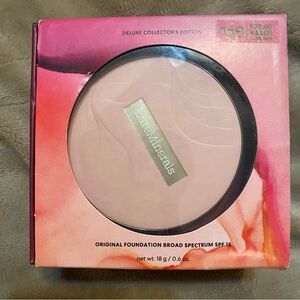 DELUXE COLLECTOR'S EDITION
bareMinerals
ORIGINAL FOUNDATION BROAD SPECTRUM SPF 15
net wt. 18 g / 0.6 oz.